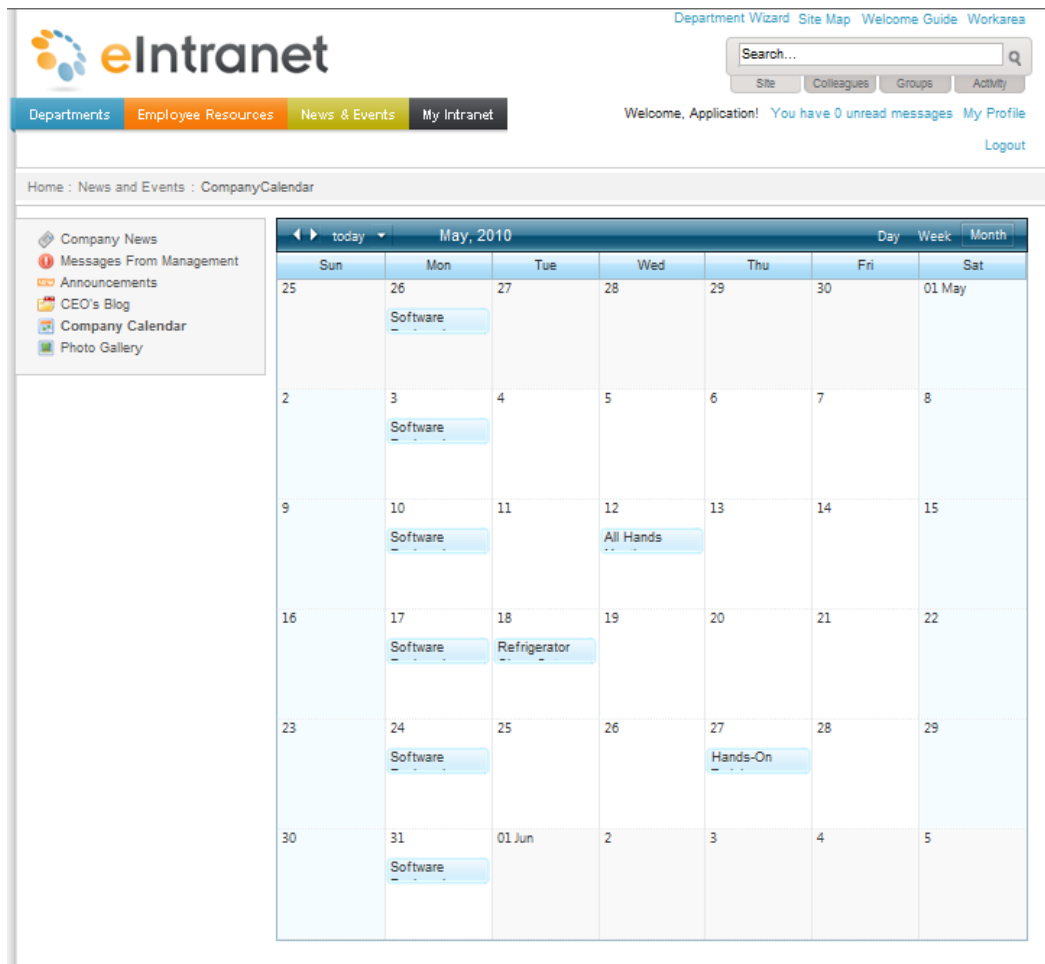 Department Wizard Site Map Welcome Guide Workarea
eIntranet
Search...
Site Colleagues Groups Activity
Departments Employee Resources News & Events My Intranet
Welcome, Application! You have 0 unread messages My Profile
Logout
Home : News and Events : CompanyCalendar
Company News
Messages From Management
Announcements
CEO's Blog
Company Calendar
Photo Gallery
today May, 2010 Day Week Month
Sun Mon Tue Wed Thu Fri Sat
25 26 27 28 29 30 01 May
Software
2 3 4 5 6 7 8
Software
9 10 11 12 13 14 15
Software All Hands
16 17 18 19 20 21 22
Software Refrigerator
23 24 25 26 27 28 29
Software Hands-On
30 31 01 Jun 2 3 4 5
Software